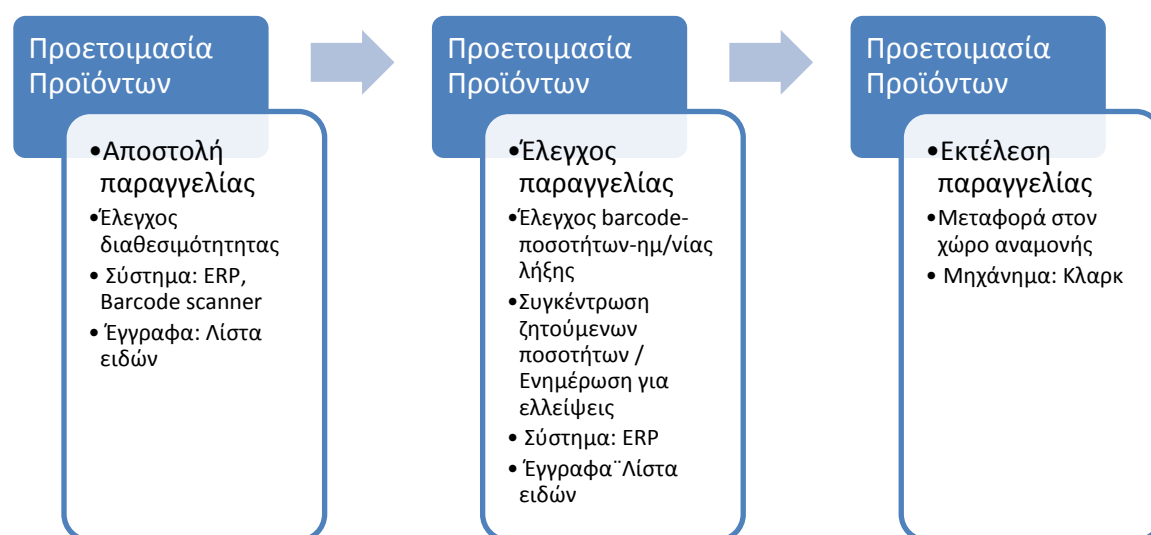 Προετοιμασία
Προϊόντων
•Αποστολή
παραγγελίας
•Έλεγχος
διαθεσιμότητητας
• Σύστημα: ERP,
Barcode scanner
• Έγγραφα: Λίστα
ειδών
Προετοιμασία
Προϊόντων
•Έλεγχος
παραγγελίας
•Έλεγχος barcode-
ποσοτήτων-ημ/νίας
λήξης
•Συγκέντρωση
ζητούμενων
ποσοτήτων /
Ενημέρωση για
ελλείψεις
• Σύστημα: ERP
• Έγγραφα¨Λίστα
ειδών
Προετοιμασία
Προϊόντων
•Εκτέλεση
παραγγελίας
•Μεταφορά στον
χώρο αναμονής
• Μηχάνημα: Κλαρκ